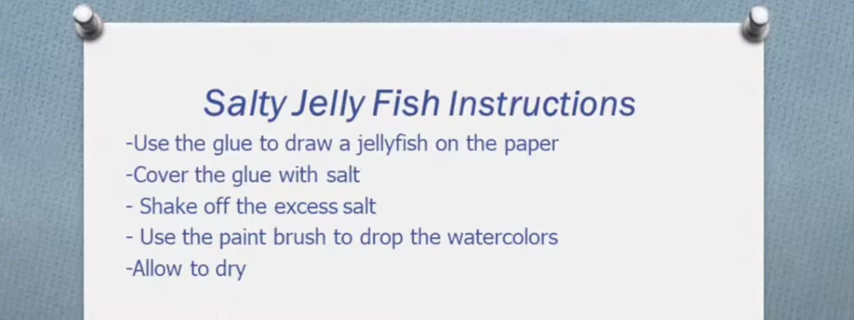 Salty Jelly Fish Instructions
-Use the glue to draw a jellyfish on the paper
-Cover the glue with salt
- Shake off the excess salt
- Use the paint brush to drop the watercolors
-Allow to dry